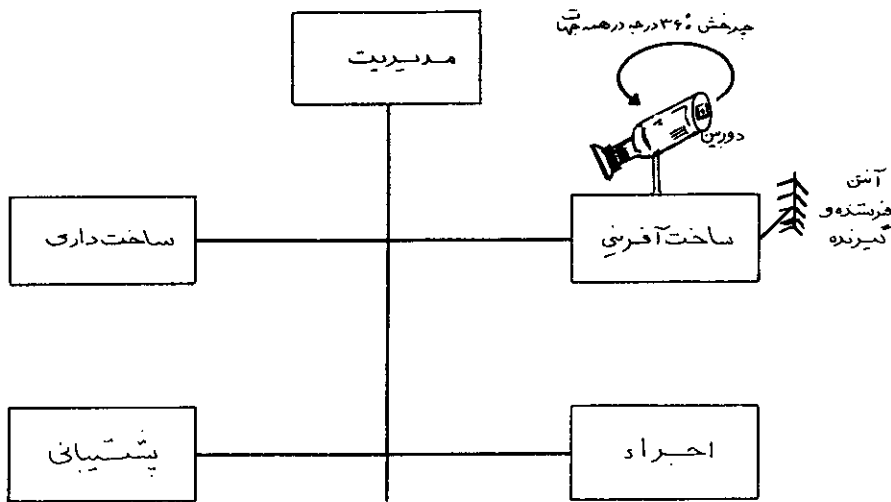 چرخش ۳۶۰ درجه در همه جهات
مدیریت
دوربین
آنتن
فرستنده و
گیرنده
ساخت آفرینی
ساخت داری
اجراء
پشتیبانی